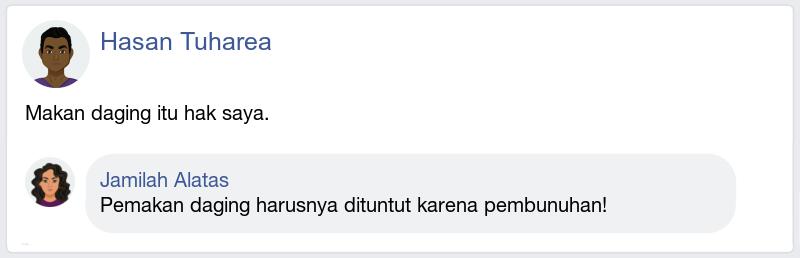 Hasan Tuharea
Makan daging itu hak saya.
Jamilah Alatas
Pemakan daging harusnya dituntut karena pembunuhan!